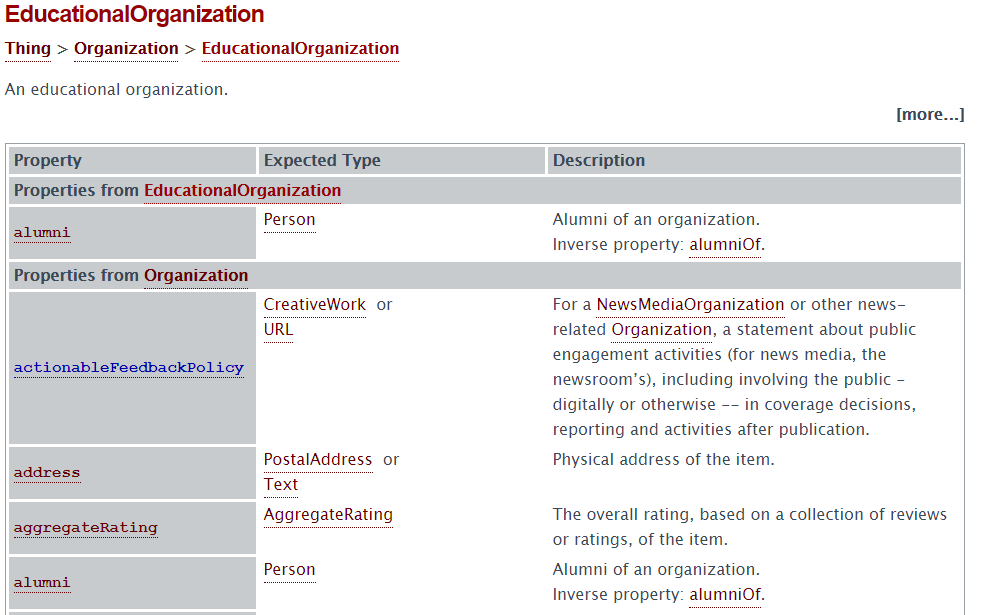 EducationalOrganization
Thing > Organization > EducationalOrganization
An educational organization.
[more...]
Property Expected Type Description
Properties from EducationalOrganization
alumni Person Alumni of an organization.
Inverse property: alumniOf.
Properties from Organization
actionableFeedbackPolicy CreativeWork or For a NewsMediaOrganization or other news-
URL related Organization, a statement about public
engagement activities (for news media, the
newsroom's), including involving the public -
digitally or otherwise -- in coverage decisions,
reporting and activities after publication.
address PostalAddress or Physical address of the item.
Text
aggregateRating AggregateRating The overall rating, based on a collection of reviews
or ratings, of the item.
alumni Person Alumni of an organization.
Inverse property: alumniOf.